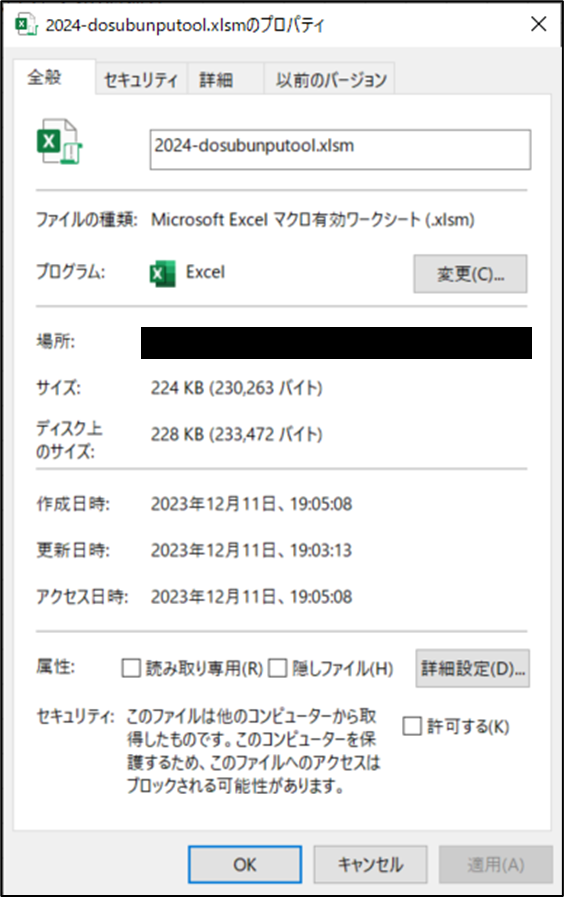 2024-dosubunputool.xlsmのプロパティ
全般 セキュリティ 詳細 以前のバージョン
2024-dosubunputool.xlsm
ファイルの種類: Microsoft Excel マクロ有効ワークシート (.xlsm)
プログラム: Excel 変更(C)...
場所:
サイズ: 224 KB (230,263 バイト)
ディスク上
のサイズ: 228 KB (233,472 バイト)
作成日時: 2023年12月11日、19:05:08
更新日時: 2023年12月11日、19:03:13
アクセス日時: 2023年12月11日、19:05:08
属性: 読み取り専用(R) 隠しファイル(H) 詳細設定(D)...
セキュリティ: このファイルは他のコンピューターから取
得したものです。このコンピューターを保
護するため、このファイルへのアクセスは
ブロックされる可能性があります。
許可する(K)
OK キャンセル 適用(A)